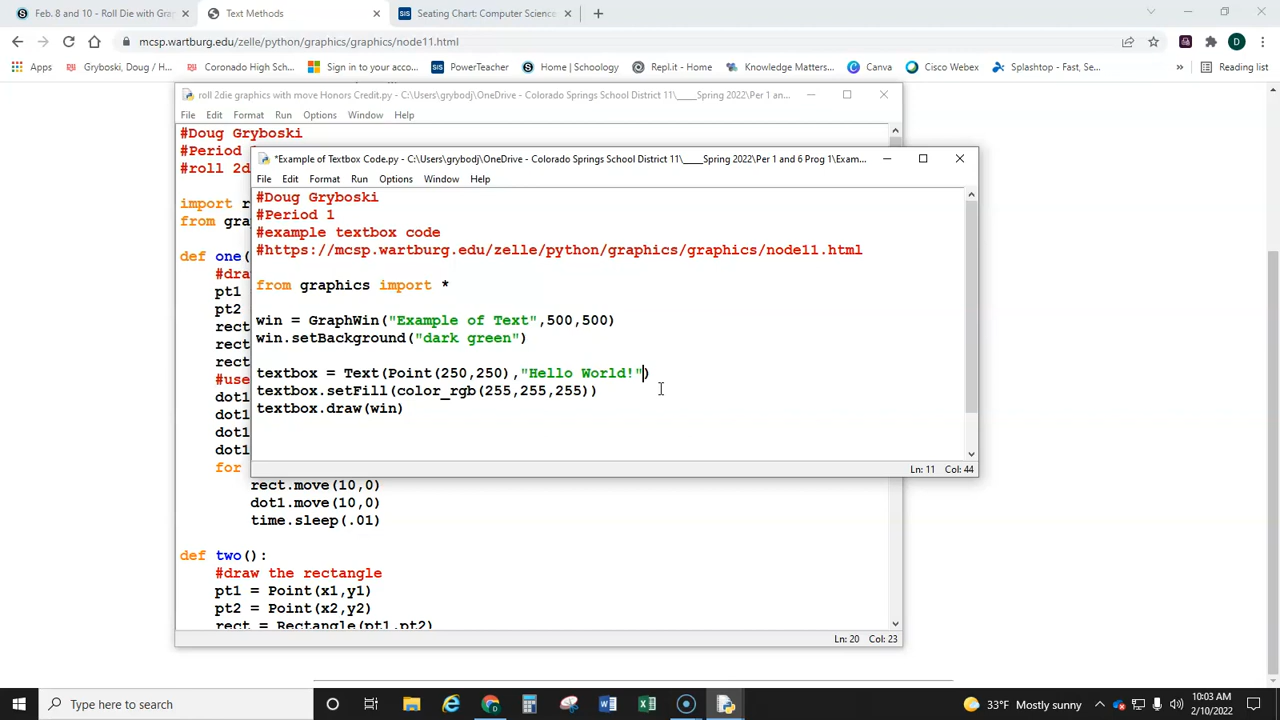 Feb. 8 and 10 - Roll Die with Grap
Text Methods
Seating Chart: Computer Science
mcsp.wartburg.edu/zelle/python/graphics/graphics/node11.html
Apps
Gryboski, Doug / H...
Coronado High Sch...
Sign in to your acco...
PowerTeacher
Home | Schoology
Repl.it - Home
Knowledge Matters...
Canva
Cisco Webex
Splashtop - Fast, Se...
Reading list
roll 2die graphics with move Honors Credit.py - C:\Users\grybodj\OneDrive - Colorado Springs School District 11\____Spring 2022\Per 1 an...
File Edit Format Run Options Window Help
#Doug Gryboski
#Period
#roll 2d
import r
from gra
def one(
#dra
pt1
pt2
rect
rect
rect
#use
dot1
dot1
dot1
dot1
for
rect.move(10,0)
dot1.move(10,0)
time.sleep(.01)
def two():
#draw the rectangle
pt1 = Point(x1,y1)
pt2 = Point(x2,y2)
rect = Rectangle(pt1,pt2)
Ln: 20 Col: 23
*Example of Textbox Code.py - C:\Users\grybodj\OneDrive - Colorado Springs School District 11\____Spring 2022\Per 1 and 6 Prog 1\Exam...
File Edit Format Run Options Window Help
#Doug Gryboski
#Period 1
#example textbox code
#https://mcsp.wartburg.edu/zelle/python/graphics/graphics/node11.html
from graphics import *
win = GraphWin("Example of Text",500,500)
win.setBackground("dark green")
textbox = Text(Point(250,250),"Hello World!")
textbox.setFill(color_rgb(255,255,255))
textbox.draw(win)
Ln: 11 Col: 44
Type here to search
33°F Mostly sunny
10:03 AM
2/10/2022